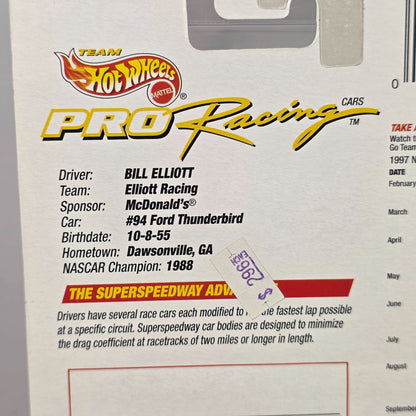 TEAM
Hot Wheels
MATTEL
®
PRO Racing CARS
™
Driver: BILL ELLIOTT
Team: Elliott Racing
Sponsor: McDonald's®
Car: #94 Ford Thunderbird
Birthdate: 10-8-55
Hometown: Dawsonville, GA
NASCAR Champion: 1988
THE SUPERSPEEDWAY
Drivers have several race cars each modified to the fastest lap possible
at a specific circuit. Superspeedway car bodies are designed to minimize
the drag coefficient at racetracks of two miles or longer in length.
EACH
$ 296
0
TAKE
Watch
Go Team
1997
DATE
February
March
April
May
June
July
August
September